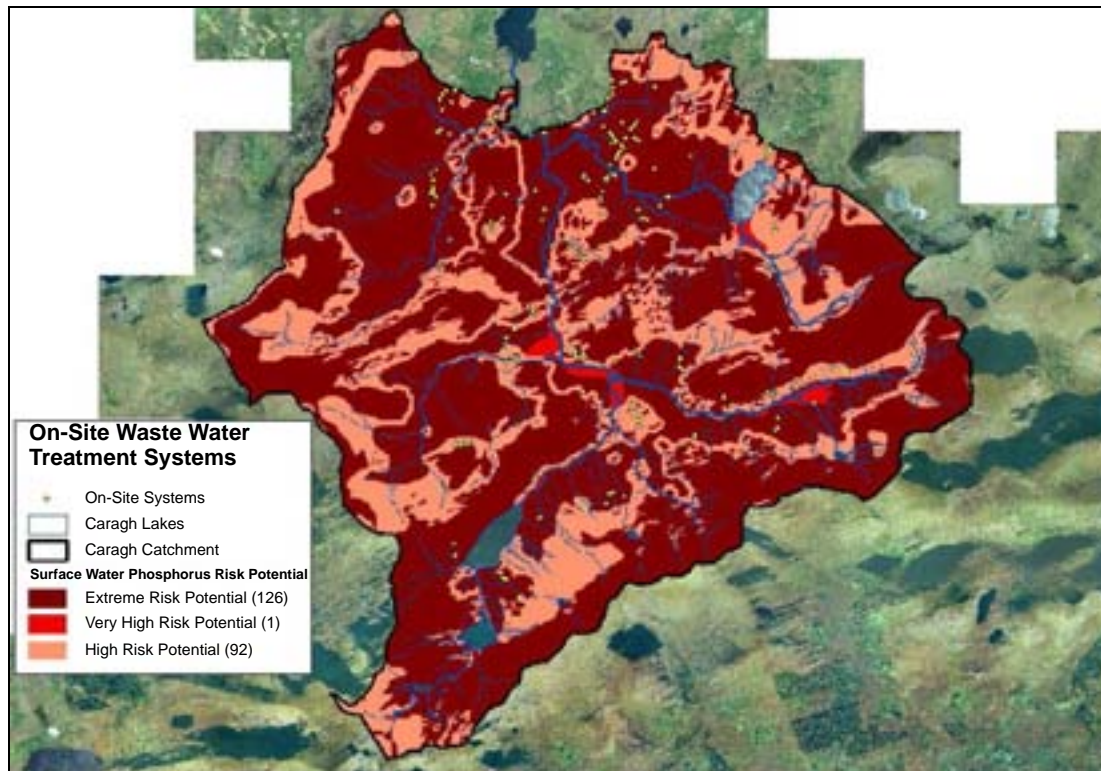 On-Site Waste Water
Treatment Systems
On-Site Systems
Caragh Lakes
Caragh Catchment
Surface Water Phosphorus Risk Potential
Extreme Risk Potential (126)
Very High Risk Potential (1)
High Risk Potential (92)